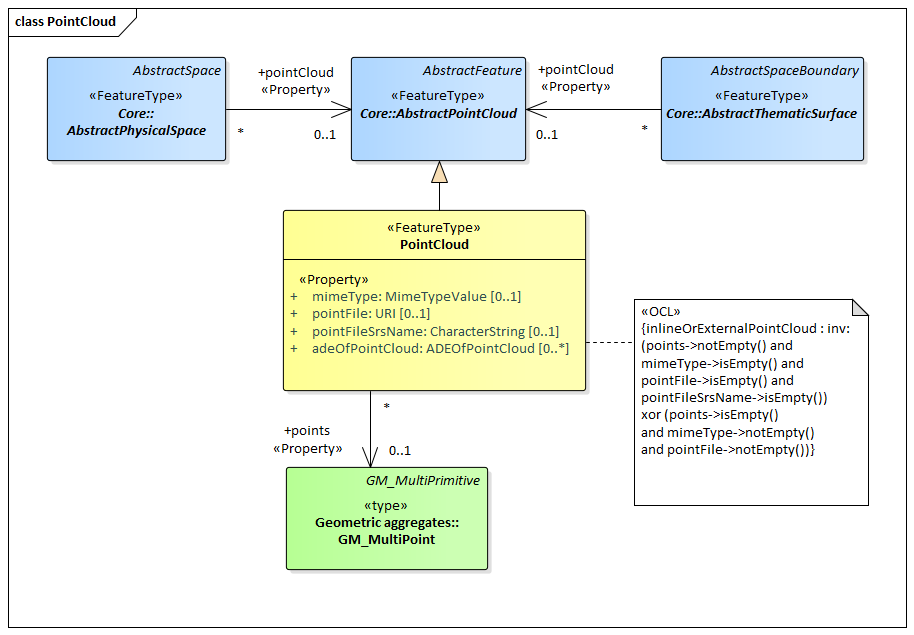 class PointCloud
AbstractSpace
«FeatureType»
Core::
AbstractPhysicalSpace
+pointCloud
«Property»
*
0..1
AbstractFeature
«FeatureType»
Core::AbstractPointCloud
+pointCloud
«Property»
0..1
*
AbstractSpaceBoundary
«FeatureType»
Core::AbstractThematicSurface
«FeatureType»
PointCloud
«Property»
+ mimeType: MimeTypeValue [0..1]
+ pointFile: URI [0..1]
+ pointFileSrsName: CharacterString [0..1]
+ adeOfPointCloud: ADEOfPointCloud [0..*]
«OCL»
{inlineOrExternalPointCloud : inv:
(points->notEmpty() and
mimeType->isEmpty() and
pointFile->isEmpty() and
pointFileSrsName->isEmpty())
xor (points->isEmpty()
and mimeType->notEmpty()
and pointFile->notEmpty())}
*
+points
«Property»
0..1
GM_MultiPrimitive
«type»
Geometric aggregates::
GM_MultiPoint